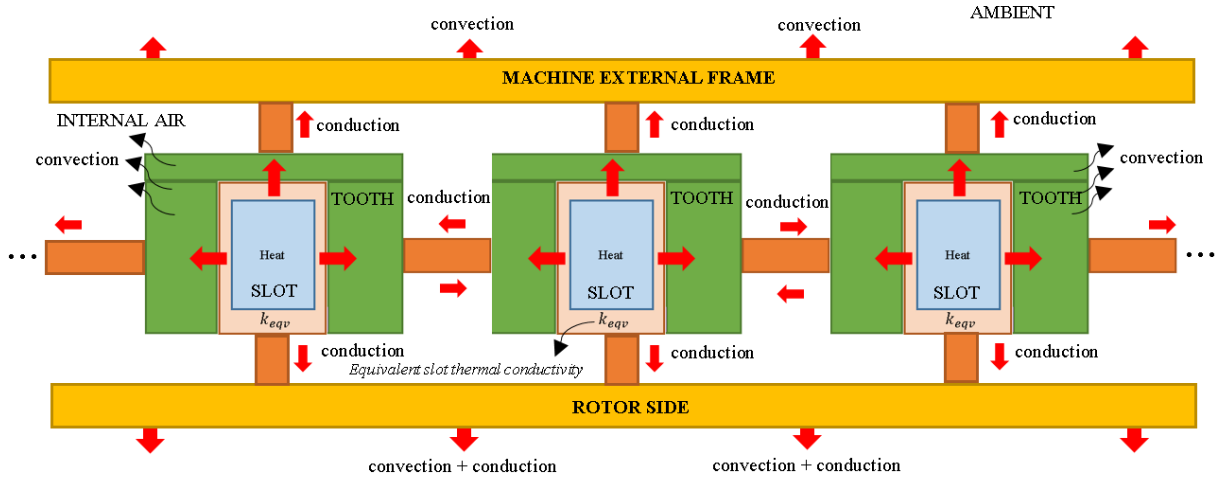 AMBIENT
convection
convection
MACHINE EXTERNAL FRAME
INTERNAL AIR
conduction
conduction
conduction
convection
convection
TOOTH
TOOTH
TOOTH
conduction
conduction
...
Heat
Heat
Heat
...
SLOT
SLOT
SLOT
k_eqv
k_eqv
k_eqv
conduction
conduction
conduction
Equivalent slot thermal conductivity
ROTOR SIDE
convection + conduction
convection + conduction